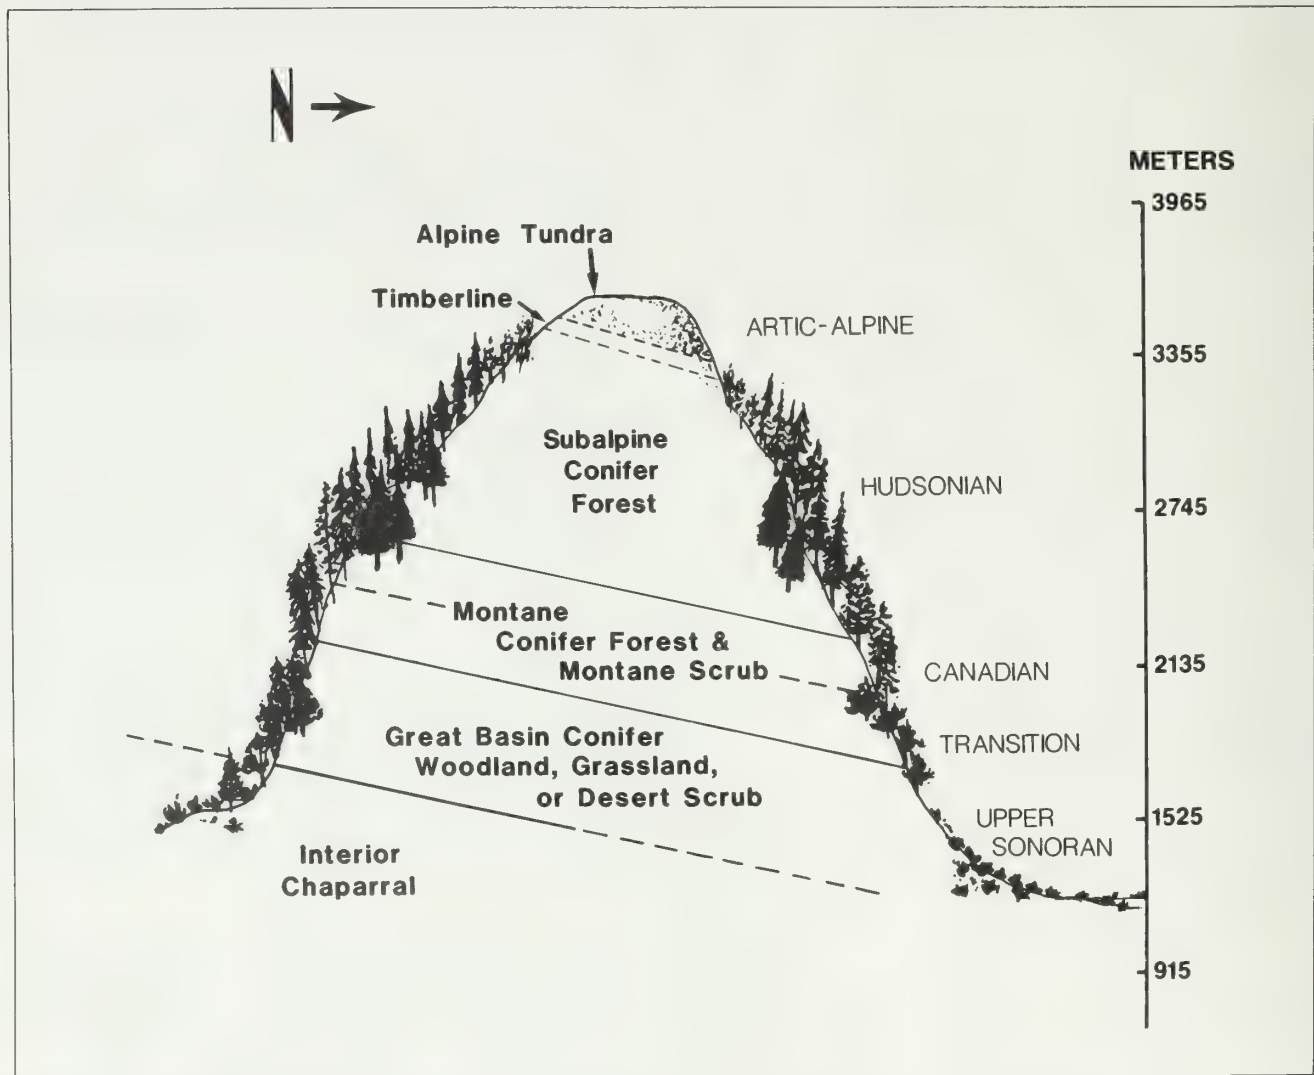 N
METERS
3965
Alpine Tundra
Timberline
ARTIC-ALPINE
3355
Subalpine
Conifer
Forest
HUDSONIAN
2745
Montane
Conifer Forest &
Montane Scrub
CANADIAN
2135
TRANSITION
Great Basin Conifer
Woodland, Grassland,
or Desert Scrub
UPPER
SONORAN
1525
Interior
Chaparral
915